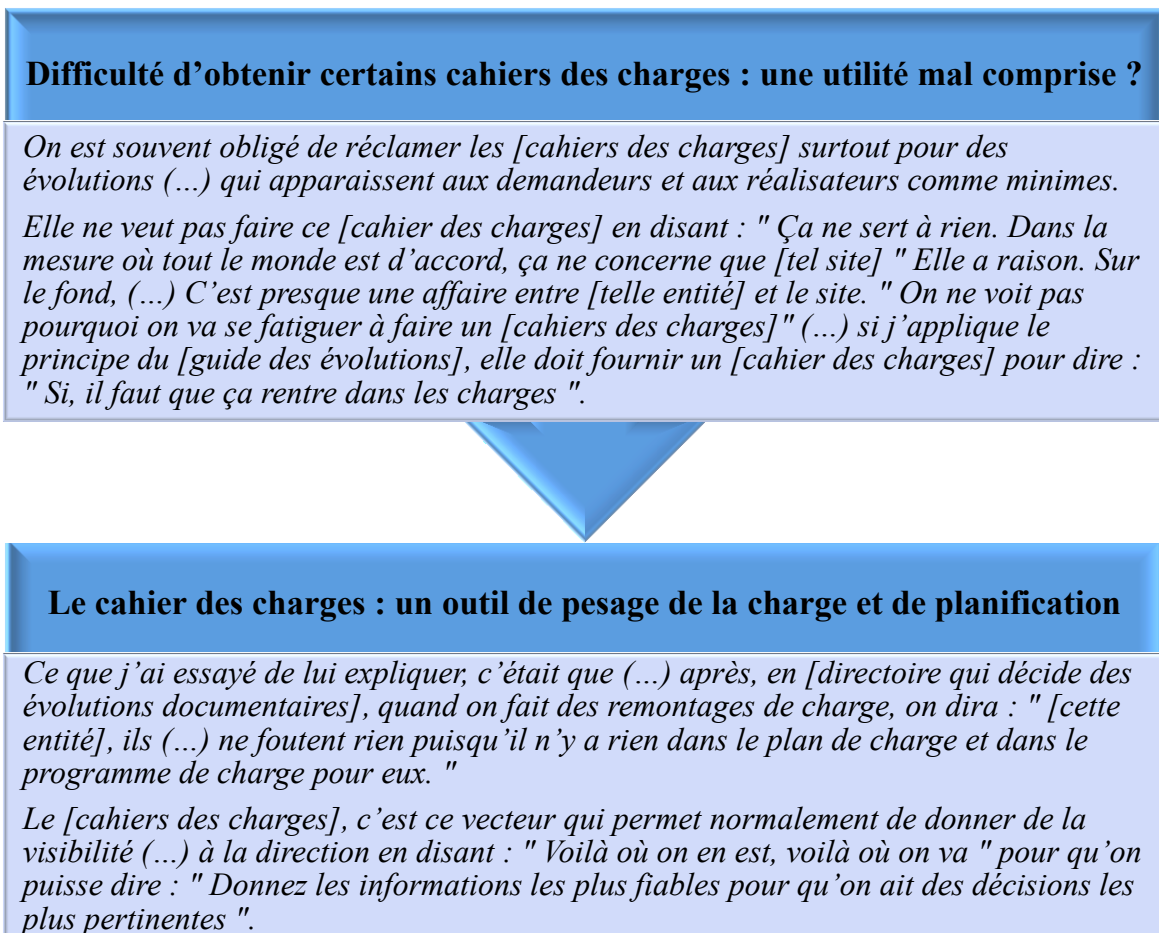 Difficulté d’obtenir certains cahiers des charges : une utilité mal comprise ?
On est souvent obligé de réclamer les [cahiers des charges] surtout pour des
évolutions (…) qui apparaissent aux demandeurs et aux réalisateurs comme minimes.
Elle ne veut pas faire ce [cahier des charges] en disant : " Ça ne sert à rien. Dans la
mesure où tout le monde est d’accord, ça ne concerne que [tel site] " Elle a raison. Sur
le fond, (…) C’est presque une affaire entre [telle entité] et le site. " On ne voit pas
pourquoi on va se fatiguer à faire un [cahiers des charges]" (…) si j’applique le
principe du [guide des évolutions], elle doit fournir un [cahier des charges] pour dire :
" Si, il faut que ça rentre dans les charges ".
Le cahier des charges : un outil de pesage de la charge et de planification
Ce que j’ai essayé de lui expliquer, c’était que (…) après, en [directoire qui décide des
évolutions documentaires], quand on fait des remontages de charge, on dira : " [cette
entité], ils (…) ne foutent rien puisqu’il n’y a rien dans le plan de charge et dans le
programme de charge pour eux. "
Le [cahiers des charges], c’est ce vecteur qui permet normalement de donner de la
visibilité (…) à la direction en disant : " Voilà où on en est, voilà où on va " pour qu’on
puisse dire : " Donnez les informations les plus fiables pour qu’on ait des décisions les
plus pertinentes ".